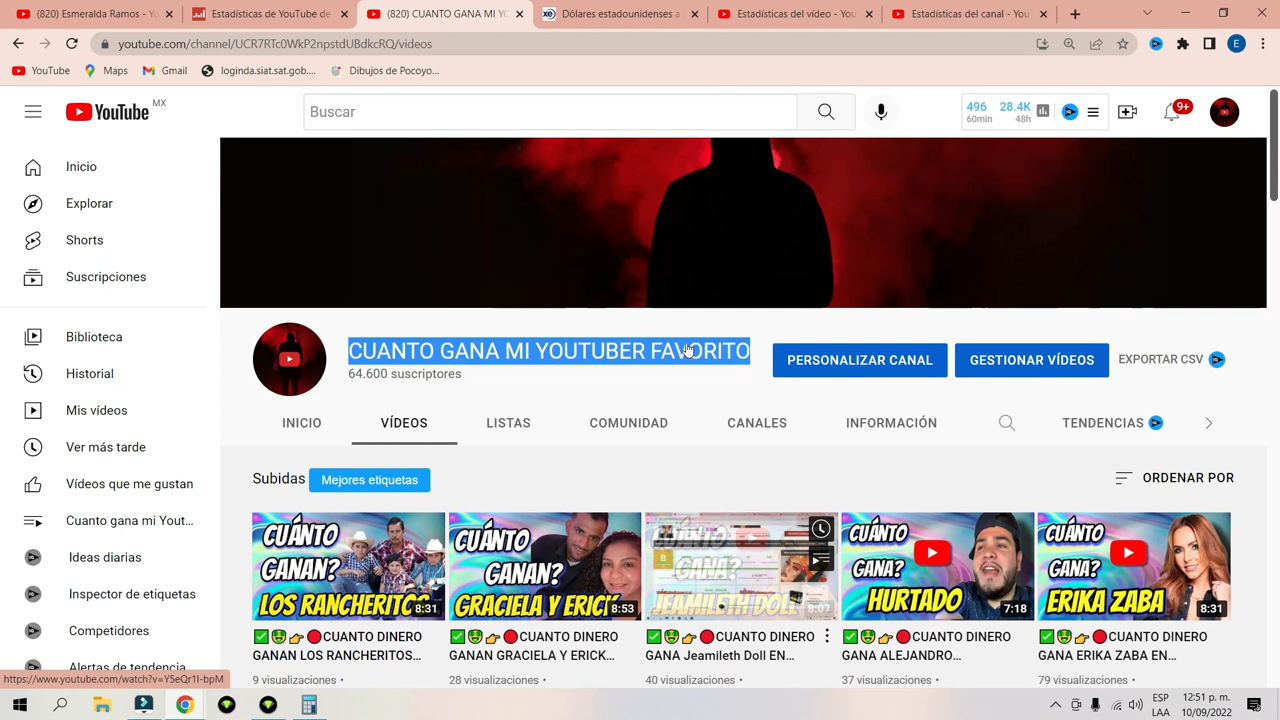 (820) Esmeralda Ramos - Yo
Estadísticas de YouTube de
(820) CUANTO GANA MI YO
Dólares estadounidenses a
Estadísticas del vídeo - You
Estadísticas del canal - YouT
youtube.com/channel/UCR7RTc0WkP2npstdUBdkcRQ/videos
E
YouTube
Maps
Gmail
loginda.siat.sat.gob....
Dibujos de Pocoyo...
YouTube MX
Buscar
496
60min
28.4K
48h
9+
Inicio
Explorar
Shorts
Suscripciones
Biblioteca
Historial
Mis vídeos
Ver más tarde
Vídeos que me gustan
Cuanto gana mi Yout...
Ideas diarias
Inspector de etiquetas
Competidores
Alertas de tendencia
CUANTO GANA MI YOUTUBER FAVORITO
64.600 suscriptores
PERSONALIZAR CANAL
GESTIONAR VÍDEOS
EXPORTAR CSV
INICIO
VÍDEOS
LISTAS
COMUNIDAD
CANALES
INFORMACIÓN
TENDENCIAS
Subidas
Mejores etiquetas
ORDENAR POR
CUÁNTO
GANAN?
LOS RANCHERITOS
8:31
CUÁNTO
GANAN?
GRACIELA Y ERICK
8:53
CUÁNTO
GANA?
JEAMILETH DOLL
8:07
CUÁNTO
GANA?
HURTADO
7:18
CUÁNTO
GANA?
ERIKA ZABA
8:31
✅🤑👉🔴CUANTO DINERO
GANAN LOS RANCHERITOS...
9 visualizaciones •
✅🤑👉🔴CUANTO DINERO
GANAN GRACIELA Y ERICK...
28 visualizaciones •
✅🤑👉🔴CUANTO DINERO
GANA Jeamileth Doll EN...
40 visualizaciones •
✅🤑👉🔴CUANTO DINERO
GANA ALEJANDRO...
37 visualizaciones •
✅🤑👉🔴CUANTO DINERO
GANA ERIKA ZABA EN...
79 visualizaciones •
https://www.youtube.com/watch?v=Y5eQr1I-bpM
ESP
LAA
12:51 p. m.
10/09/2022